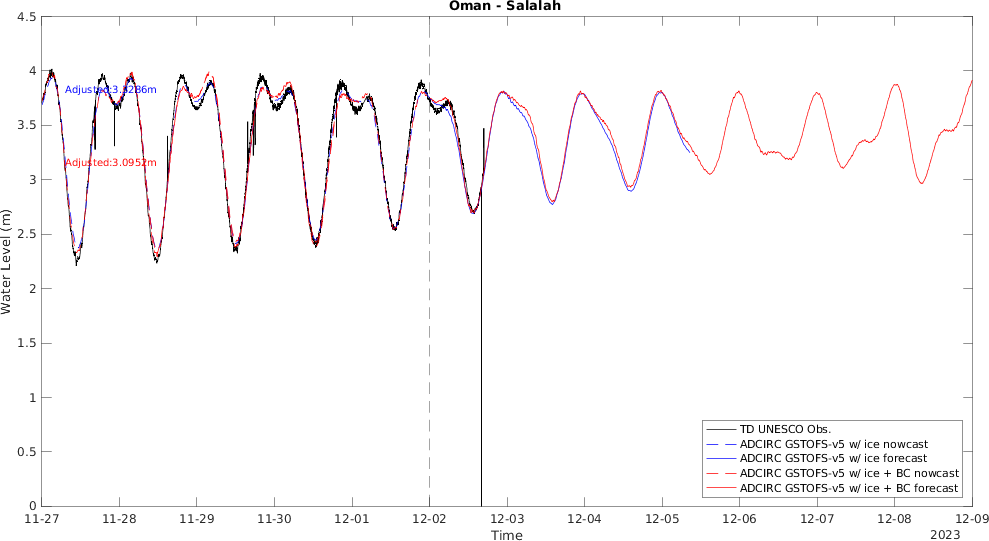 Oman - Salalah
4.5
4
3.5
3
2.5
2
1.5
1
0.5
0
Water Level (m)
Adjusted:3.0952m
TD UNESCO Obs.
ADCIRC GSTOFS-v5 w/ ice nowcast
ADCIRC GSTOFS-v5 w/ ice forecast
ADCIRC GSTOFS-v5 w/ ice + BC nowcast
ADCIRC GSTOFS-v5 w/ ice + BC forecast
11-27
11-28
11-29
11-30
12-01
12-02
12-03
12-04
12-05
12-06
12-07
12-08
12-09
Time
2023